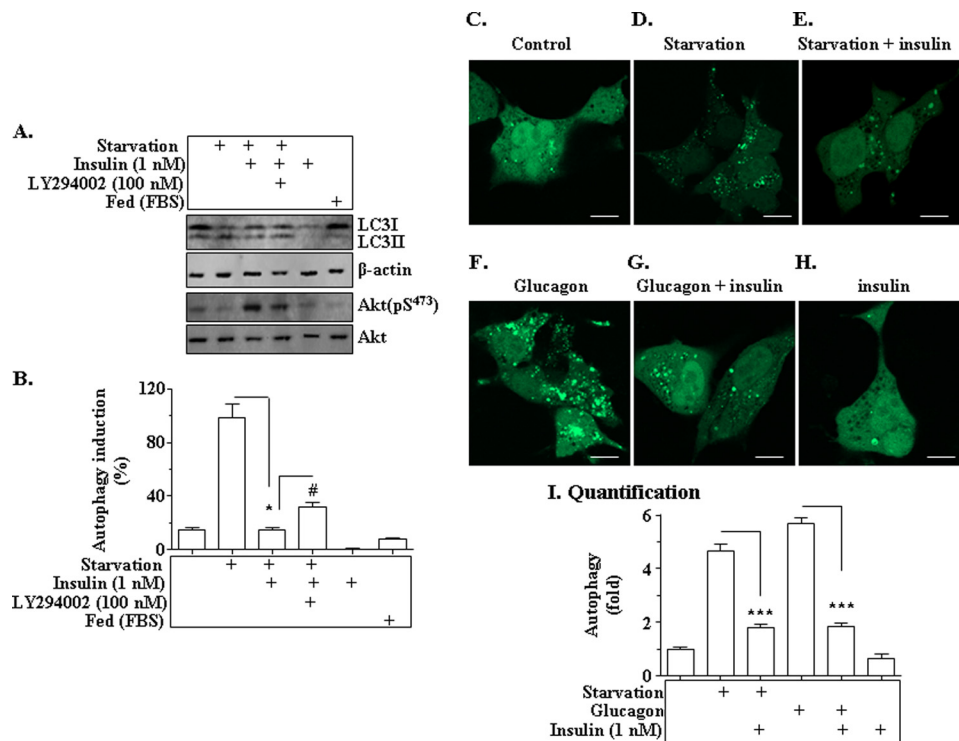 A.
Starvation + + +
Insulin (1 nM) + + +
LY294002 (100 nM) +
Fed (FBS) +
LC3I
LC3II
β-actin
Akt(pS⁴⁷³)
Akt
B.
Autophagy induction
(%)
120
80
40
0
*
#
Starvation + + +
Insulin (1 nM) + + +
LY294002 (100 nM) +
Fed (FBS) +
C.
Control
D.
Starvation
E.
Starvation + insulin
F.
Glucagon
G.
Glucagon + insulin
H.
insulin
I. Quantification
Autophagy
(fold)
6
4
2
0
***
***
Starvation + +
Glucagon + +
Insulin (1 nM) + + +